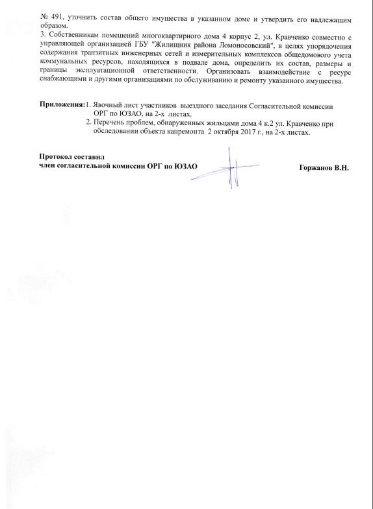 № 491, уточнить состав общего имущества в указанном доме и утвердить его надлежащим
образом.
3. Собственникам помещений многоквартирного дома 4 корпус 2, ул. Кравченко совместно с
управляющей организацией ГБУ "Жилищник района Ломоносовский", в целях упорядочения
содержания транзитных инженерных сетей и измерительных комплексов общедомового учета
коммунальных ресурсов, находящихся в подвале дома, определить их состав, размеры и
границы эксплуатационной ответственности. Организовать взаимодействие с ресурсо
снабжающими и другими организациями по обслуживанию и ремонту указанного имущества.
Приложения:1. Явочный лист участников выездного заседания Согласительной комиссии
ОРГ по ЮЗАО, на 2-х листах.
2. Перечень проблем, обнаруженных жильцами дома 4 к.2 ул. Кравченко при
обследовании объекта капремонта 2 октября 2017 г., на 2-х листах.
Протокол составил
член согласительной комиссии ОРГ по ЮЗАО Горжанов В.Н.